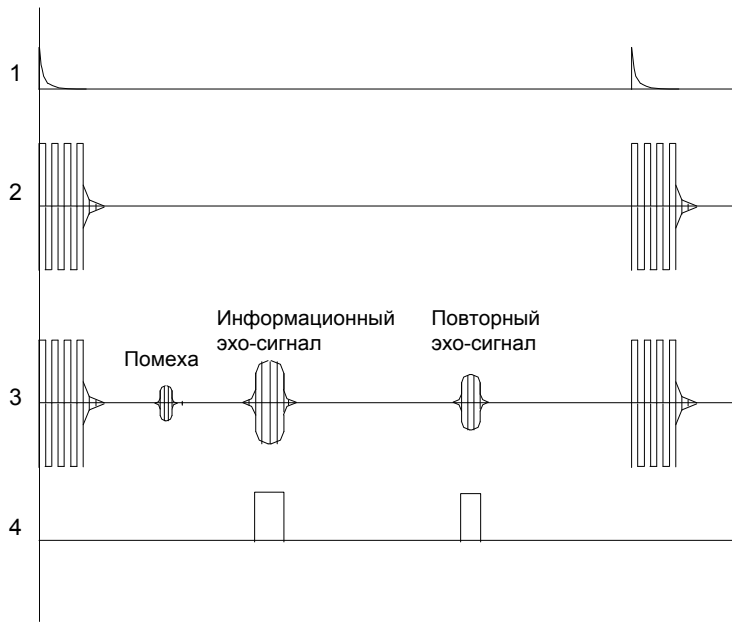 1
2
Информационный
эхо-сигнал
Повторный
эхо-сигнал
Помеха
3
4